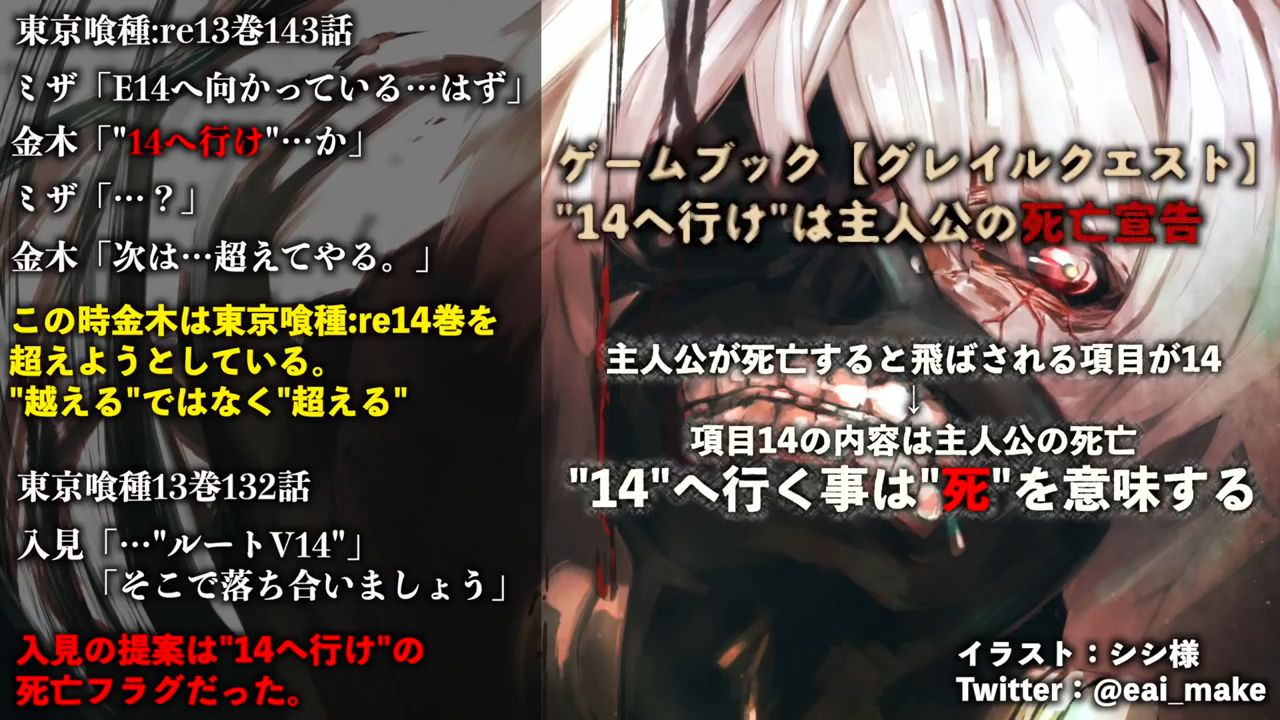 東京喰種:re13巻143話
ミザ「E14へ向かっている…はず」
金木「"14へ行け"…か」
ミザ「…？」
金木「次は…超えてやる。」
この時金木は東京喰種:re14巻を
超えようとしている。
"越える"ではなく"超える"
東京喰種13巻132話
入見「…"ルートV14"」
「そこで落ち合いましょう」
入見の提案は"14へ行け"の
死亡フラグだった。
ゲームブック【グレイルクエスト】
"14へ行け"は主人公の死亡宣告
主人公が死亡すると飛ばされる項目が14
↓
項目14の内容は主人公の死亡
"14"へ行く事は"死"を意味する
イラスト：シシ様
Twitter：@eai_make